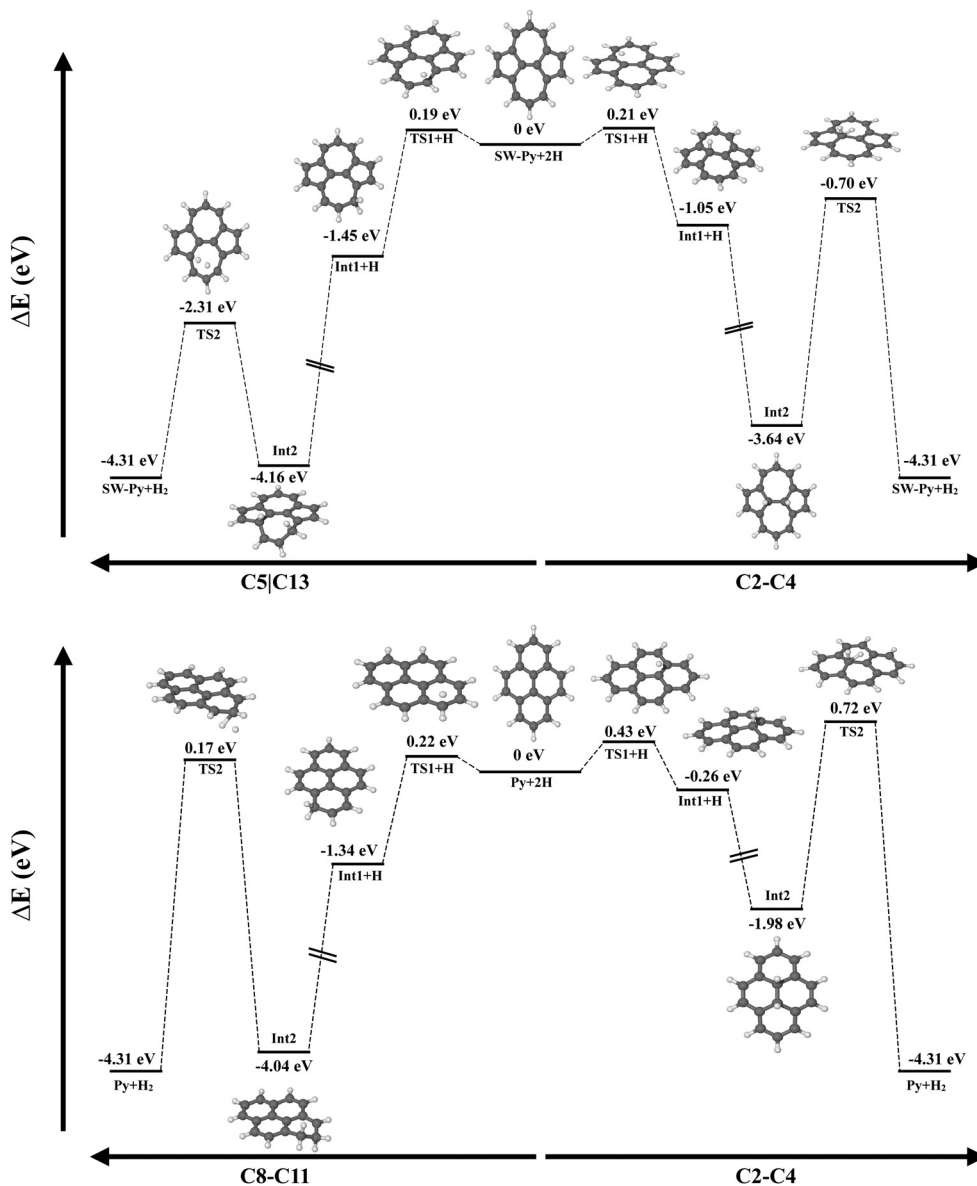 ΔE (eV)
0.19 eV
TS1+H
0 eV
SW-Py+2H
0.21 eV
TS1+H
-0.70 eV
TS2
-1.05 eV
Int1+H
-1.45 eV
Int1+H
-2.31 eV
TS2
Int2
-3.64 eV
-4.31 eV
SW-Py+H₂
Int2
-4.16 eV
-4.31 eV
SW-Py+H₂
C5|C13
C2-C4
ΔE (eV)
0.17 eV
TS2
0.22 eV
TS1+H
0 eV
Py+2H
0.43 eV
TS1+H
0.72 eV
TS2
-0.26 eV
Int1+H
-1.34 eV
Int1+H
Int2
-1.98 eV
-4.31 eV
Py+H₂
Int2
-4.04 eV
-4.31 eV
Py+H₂
C8-C11
C2-C4